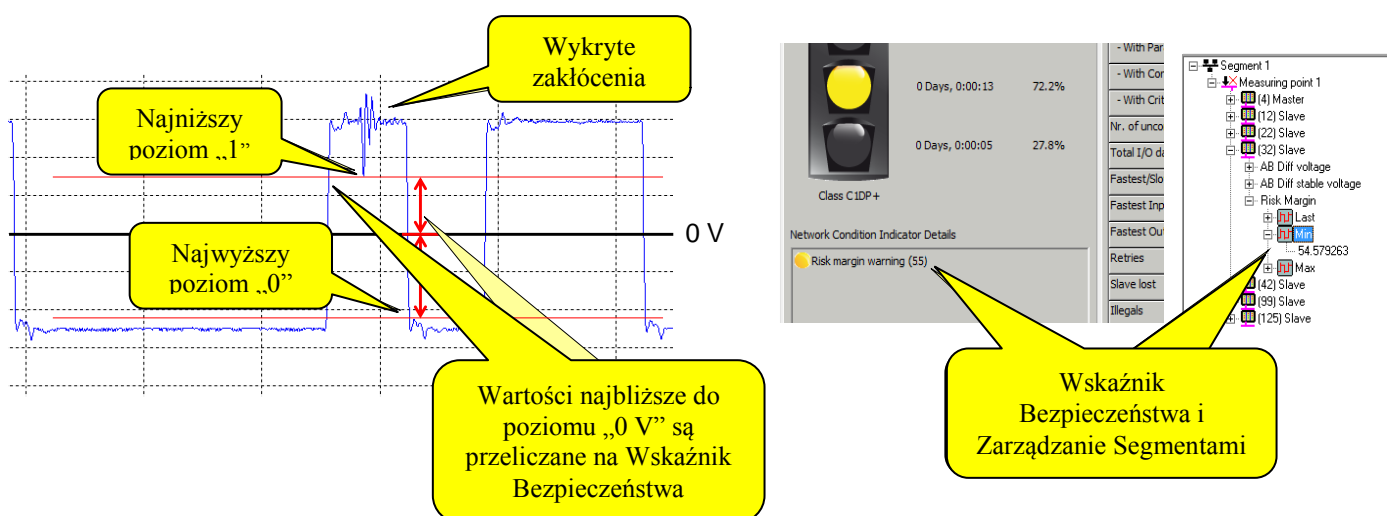 Wykryte
zakłócenia
Najniższy
poziom „1”
0 V
Najwyższy
poziom „0”
Wartości najbliższe do
poziomu „0 V” są
przeliczane na Wskaźnik
Bezpieczeństwa
0 Days, 0:00:13 72.2%
0 Days, 0:00:05 27.8%
Class C1DP+
Network Condition Indicator Details
Risk margin warning (55)
- With Par
- With Cor
- With Crit
Nr. of unco
Total I/O da
Fastest/Slo
Fastest Inp
Fastest Out
Retries
Slave lost
Illegals
Segment 1
Measuring point 1
(4) Master
(12) Slave
(22) Slave
(32) Slave
AB Diff voltage
AB Diff stable voltage
Risk Margin
Last
Min
54.579263
Max
(42) Slave
(99) Slave
(125) Slave
Wskaźnik
Bezpieczeństwa i
Zarządzanie Segmentami